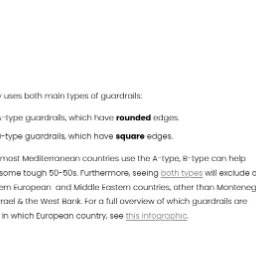 uses both main types of guardrails:
-type guardrails, which have rounded edges.
-type guardrails, which have square edges.
most Mediterranean countries use the A-type, B-type can help
some tough 50-50s. Furthermore, seeing both types will exclude
European and Middle Eastern countries, other than
& the West Bank. For a full overview of which guardrails are
in which European country, see this infographic.